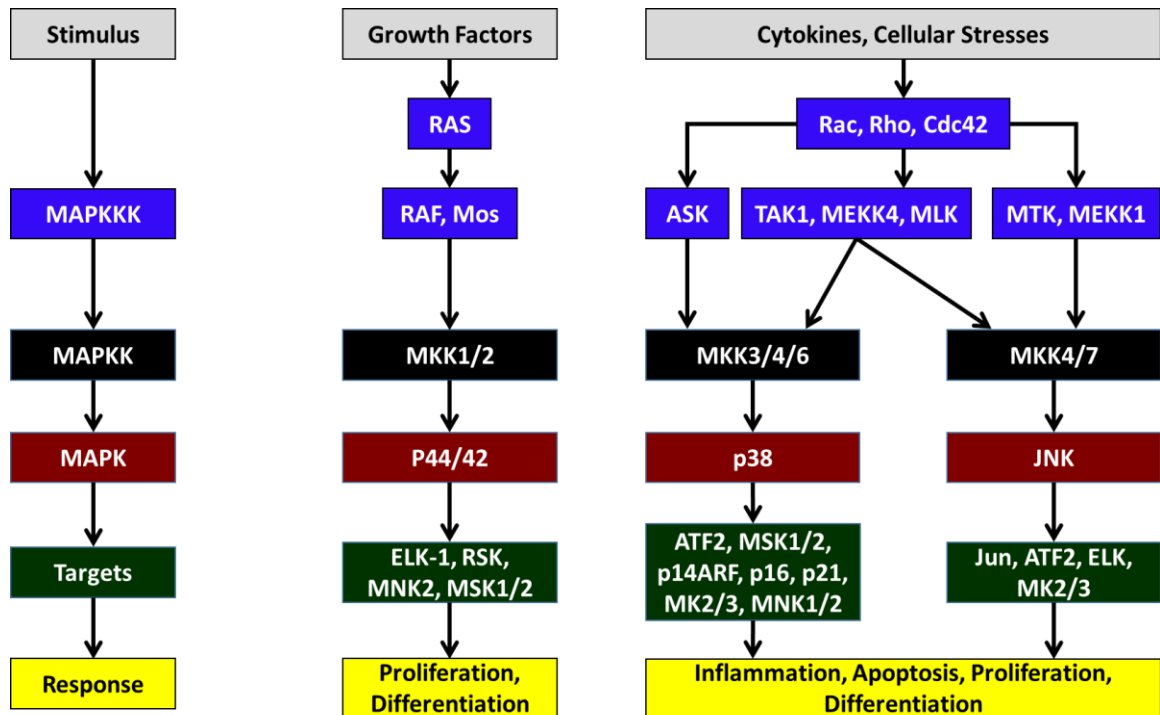 Stimulus
Growth Factors
Cytokines, Cellular Stresses
RAS
Rac, Rho, Cdc42
MAPKKK
RAF, Mos
ASK
TAK1, MEKK4, MLK
MTK, MEKK1
MAPKK
MKK1/2
MKK3/4/6
MKK4/7
MAPK
P44/42
p38
JNK
Targets
ELK-1, RSK,
MNK2, MSK1/2
ATF2, MSK1/2,
p14ARF, p16, p21,
MK2/3, MNK1/2
Jun, ATF2, ELK,
MK2/3
Response
Proliferation,
Differentiation
Inflammation, Apoptosis, Proliferation,
Differentiation